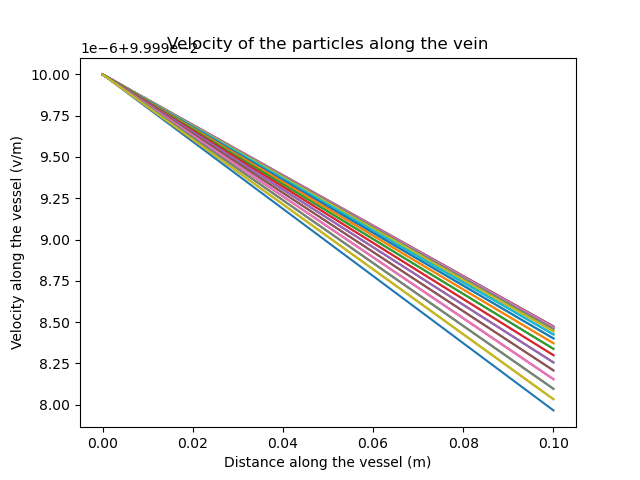 Velocity of the particles along the vein
1e−6+9.999e−2
10.00
9.75
9.50
9.25
9.00
8.75
8.50
8.25
8.00
Velocity along the vessel (v/m)
0.00 0.02 0.04 0.06 0.08 0.10
Distance along the vessel (m)